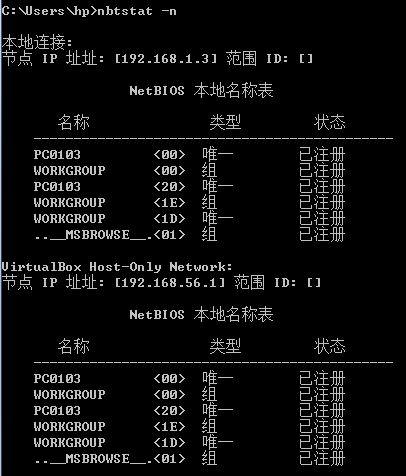 C:\Users\hp>nbtstat -n
本地连接:
节点 IP 址址: [192.168.1.3] 范围 ID: []
NetBIOS 本地名称表
名称 类型 状态
---------------------------------------------
PC0103 <00> 唯一 已注册
WORKGROUP <00> 组 已注册
PC0103 <20> 唯一 已注册
WORKGROUP <1E> 组 已注册
WORKGROUP <1D> 唯一 已注册
..__MSBROWSE__.<01> 组 已注册
VirtualBox Host-Only Network:
节点 IP 址址: [192.168.56.1] 范围 ID: []
NetBIOS 本地名称表
名称 类型 状态
---------------------------------------------
PC0103 <00> 唯一 已注册
WORKGROUP <00> 组 已注册
PC0103 <20> 唯一 已注册
WORKGROUP <1E> 组 已注册
WORKGROUP <1D> 唯一 已注册
..__MSBROWSE__.<01> 组 已注册